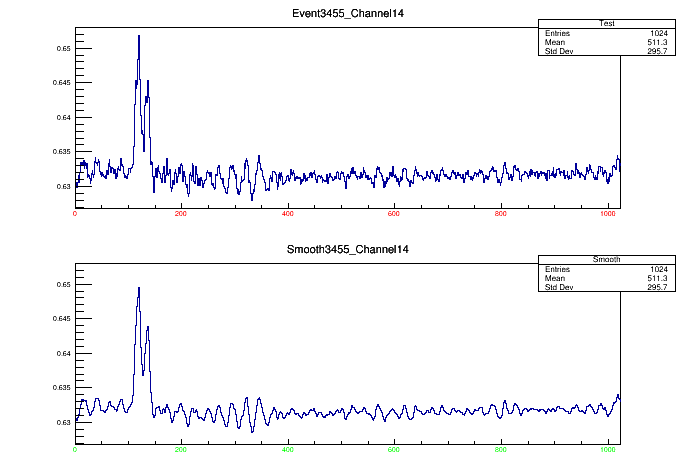 Event3455_Channel14
Test
Entries 1024
Mean 511.3
Std Dev 295.7
0.65
0.645
0.64
0.635
0.63
0 200 400 600 800 1000
Smooth3455_Channel14
Smooth
Entries 1024
Mean 511.3
Std Dev 295.7
0.65
0.645
0.64
0.635
0.63
0 200 400 600 800 1000